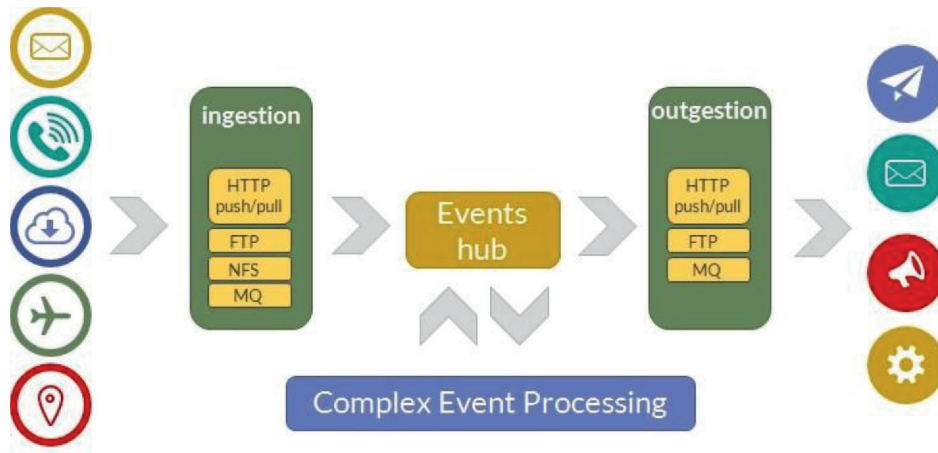 ingestion
HTTP
push/pull
FTP
NFS
MQ
Events
hub
outgestion
HTTP
push/pull
FTP
MQ
Complex Event Processing